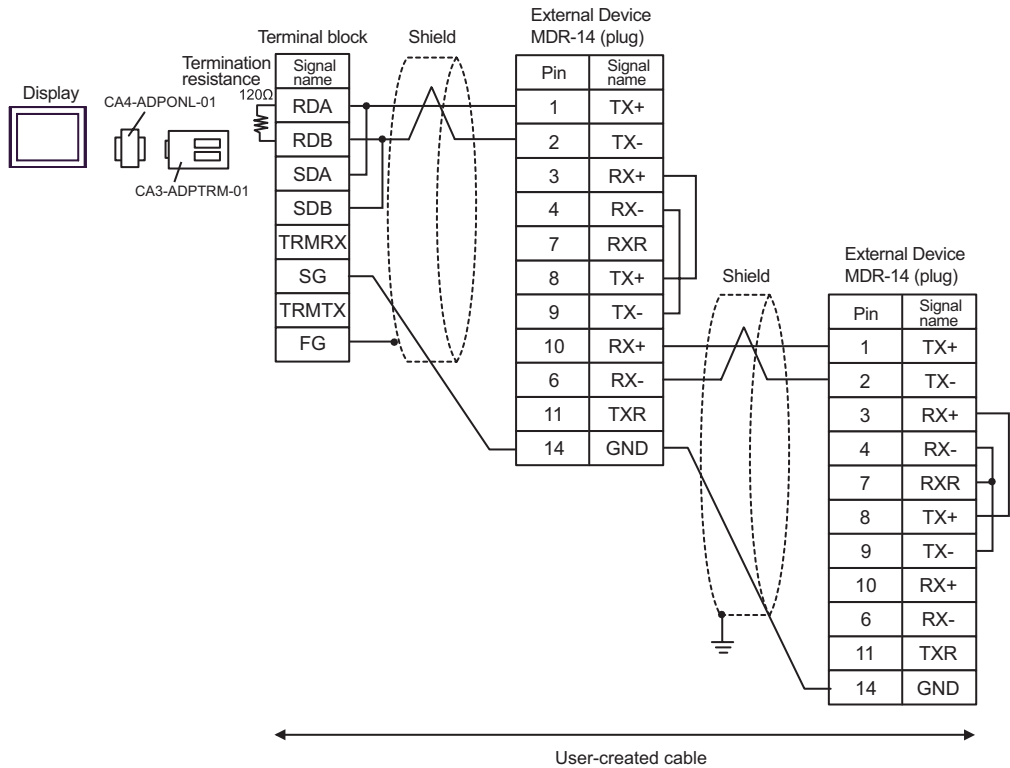 External Device
MDR-14 (plug)
Terminal block
Shield
Termination
resistance
120Ω
Display
CA4-ADPONL-01
CA3-ADPTRM-01
Signal
name
RDA
RDB
SDA
SDB
TRMRX
SG
TRMTX
FG
Pin Signal
name
1 TX+
2 TX-
3 RX+
4 RX-
7 RXR
8 TX+
9 TX-
10 RX+
6 RX-
11 TXR
14 GND
Shield
External Device
MDR-14 (plug)
Pin Signal
name
1 TX+
2 TX-
3 RX+
4 RX-
7 RXR
8 TX+
9 TX-
10 RX+
6 RX-
11 TXR
14 GND
User-created cable